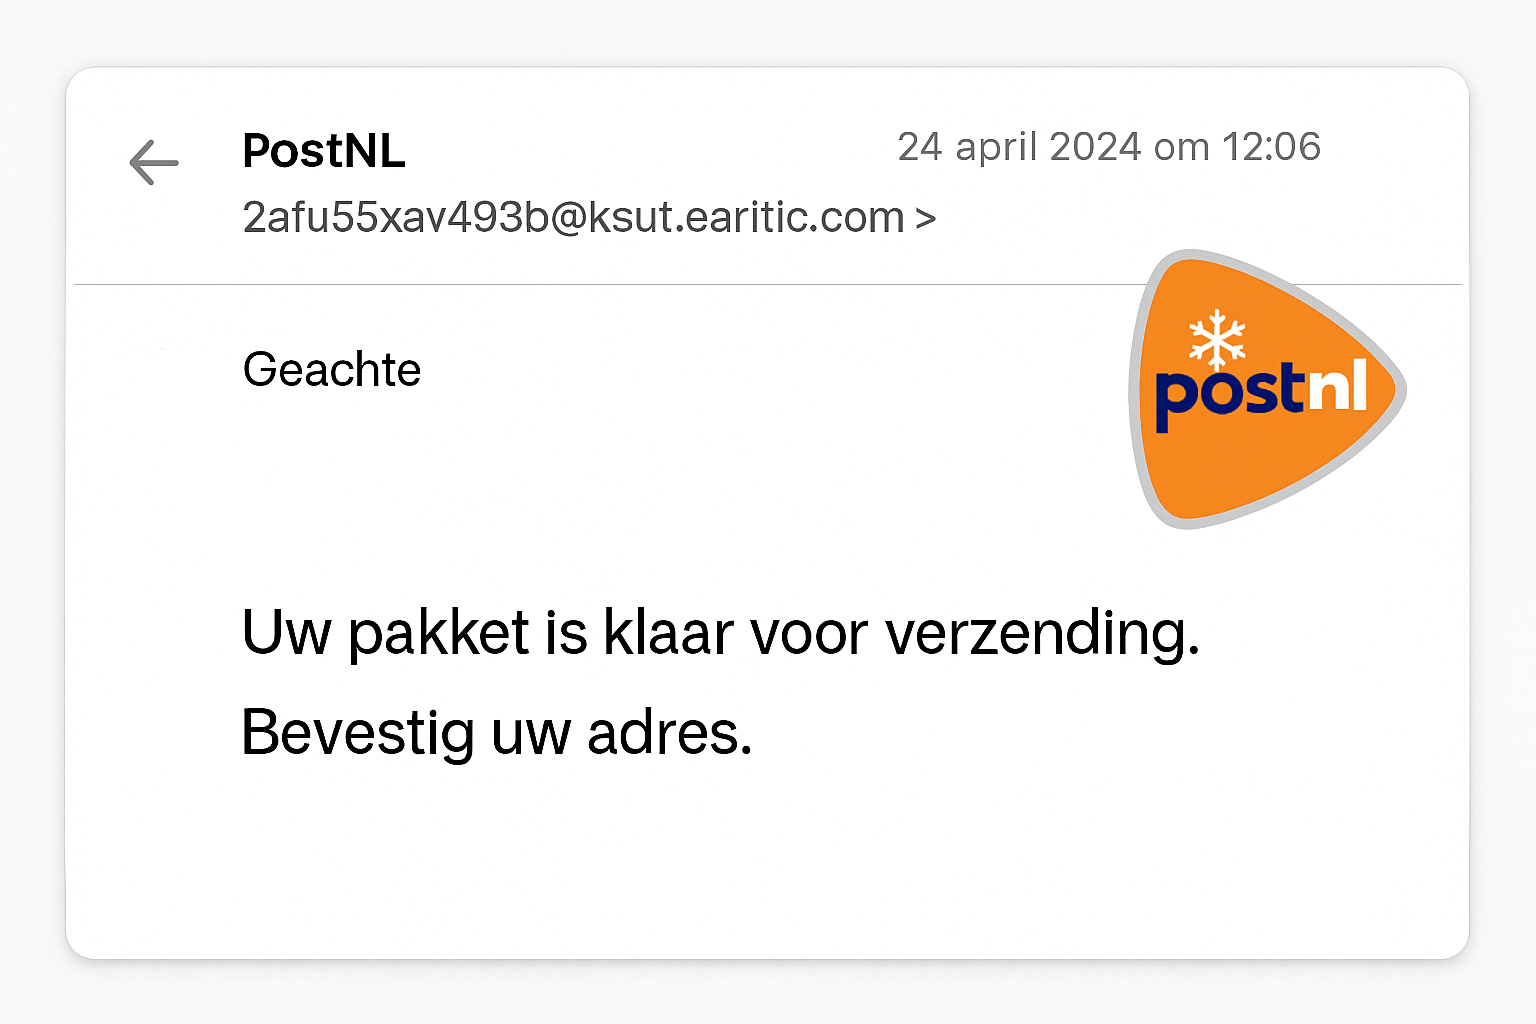 PostNL
24 april 2024 om 12:06
2afu55xav493b@ksut.earitic.com >
Geachte
postnl
Uw pakket is klaar voor verzending.
Bevestig uw adres.